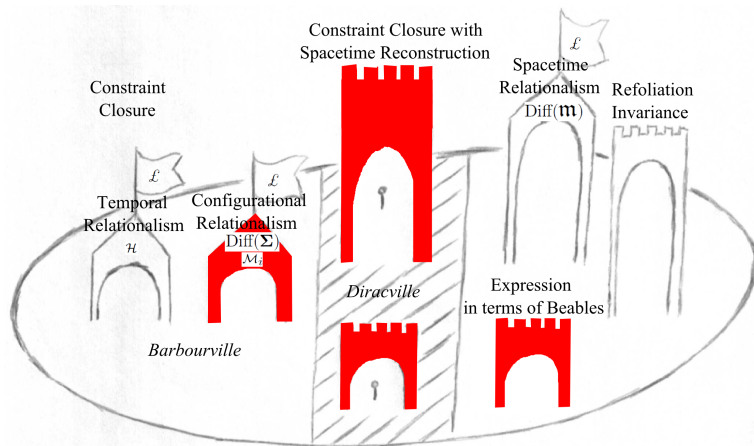 Constraint Closure with
Spacetime Reconstruction
ℒ
Spacetime
Relationalism
Diff(𝖒)
Refoliation
Invariance
Constraint
Closure
ℒ
ℒ
Temporal
Relationalism
ℋ
Configurational
Relationalism
Diff(Σ)
ℳᵢ
Diracville
Expression
in terms of Beables
Barbourville